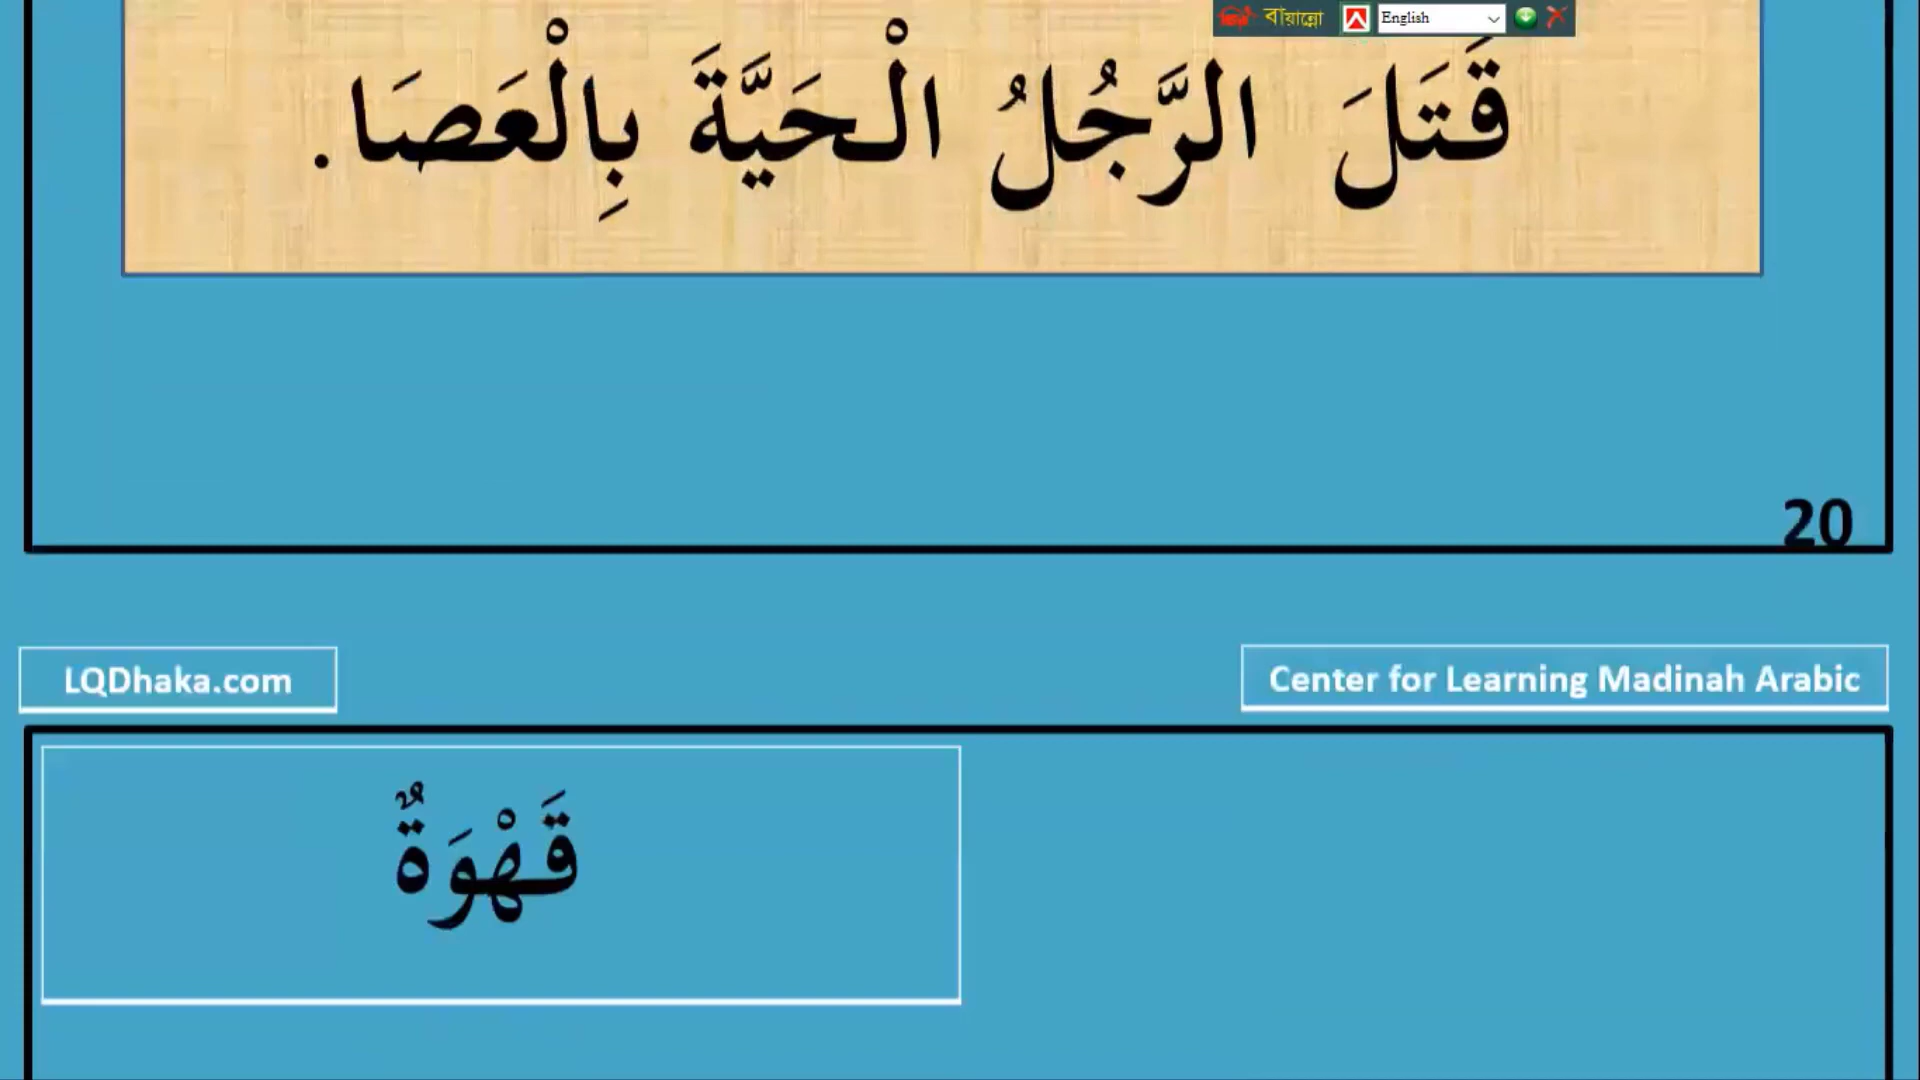 বায়ান্নো English
قَتَلَ الرَّجُلُ الْحَيَّةَ بِالْعَصَا.
20
LQDhaka.com
Center for Learning Madinah Arabic
قَهْوَةٌ